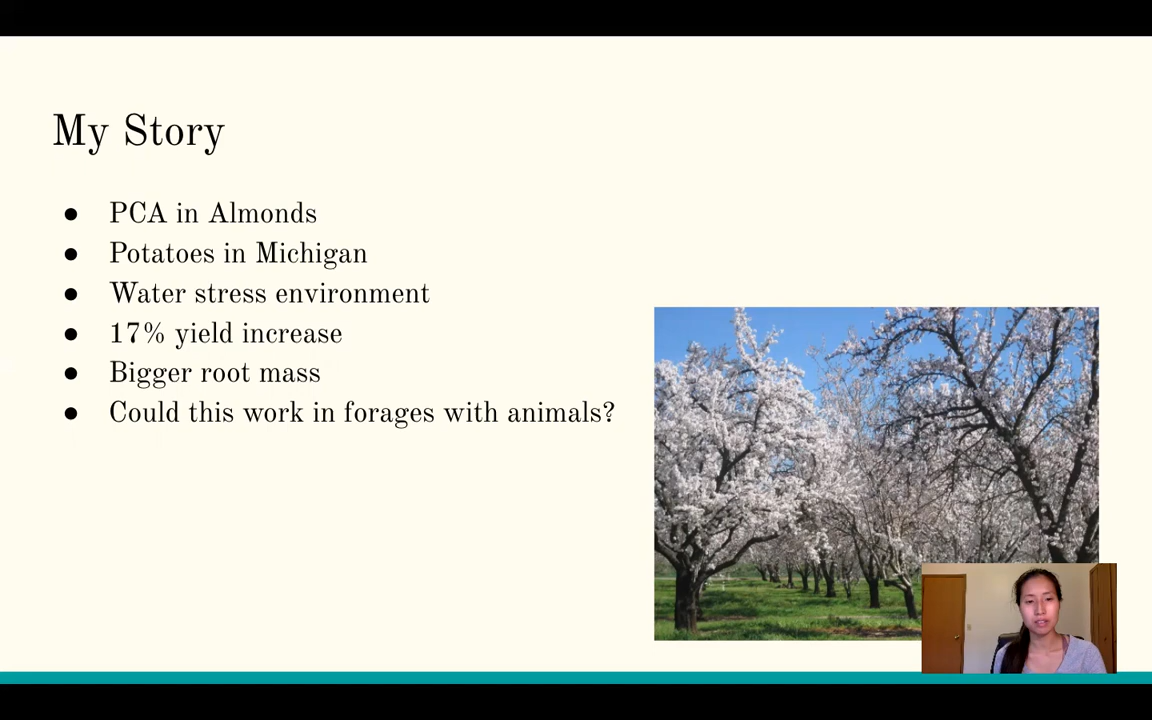 My Story
● PCA in Almonds
● Potatoes in Michigan
● Water stress environment
● 17% yield increase
● Bigger root mass
● Could this work in forages with animals?